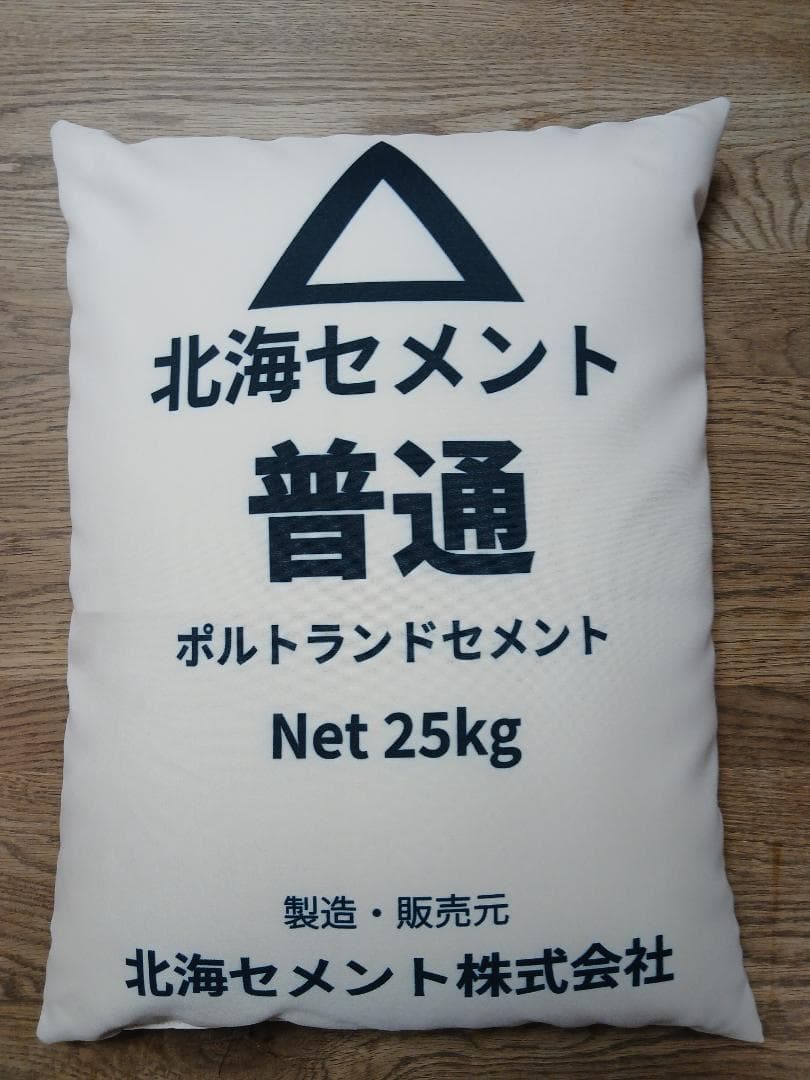 北海セメント
普通
ポルトランドセメント
Net 25kg
製造・販売元
北海セメント株式会社